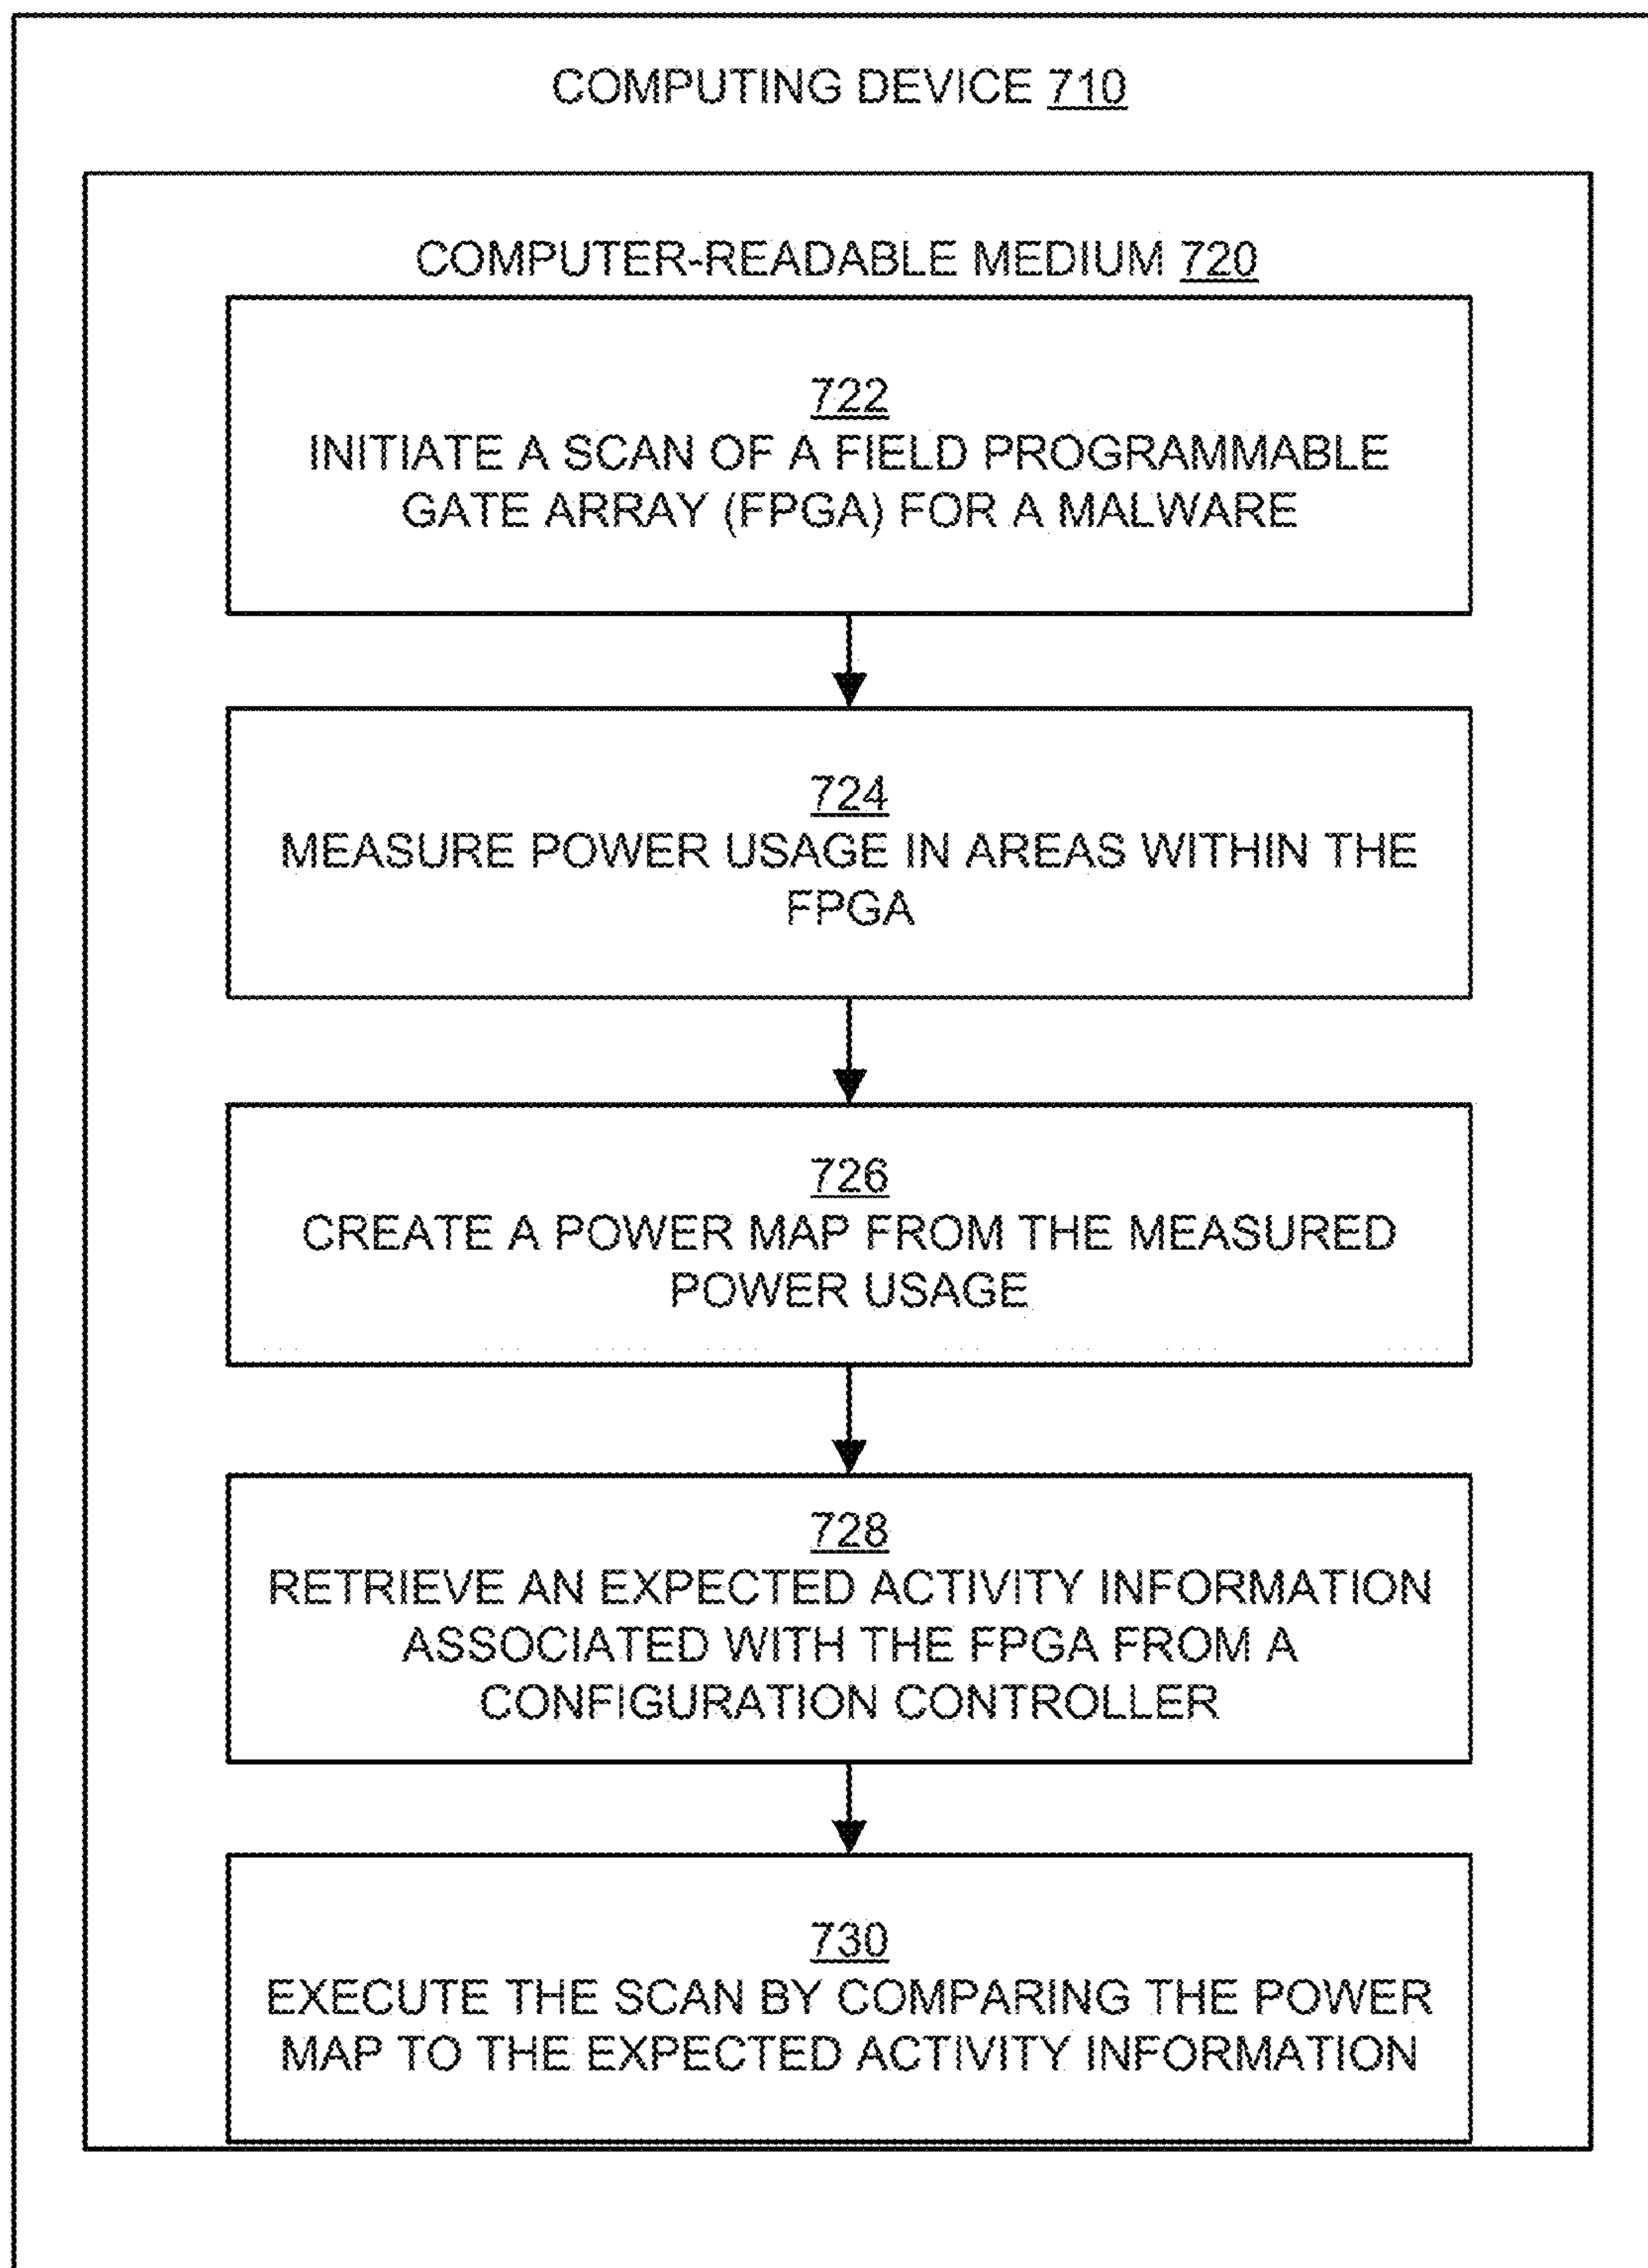 COMPUTING DEVICE 710
COMPUTER-READABLE MEDIUM 720
722
INITIATE A SCAN OF A FIELD PROGRAMMABLE
GATE ARRAY (FPGA) FOR A MALWARE
724
MEASURE POWER USAGE IN AREAS WITHIN THE
FPGA
726
CREATE A POWER MAP FROM THE MEASURED
POWER USAGE
728
RETRIEVE AN EXPECTED ACTIVITY INFORMATION
ASSOCIATED WITH THE FPGA FROM A
CONFIGURATION CONTROLLER
730
EXECUTE THE SCAN BY COMPARING THE POWER
MAP TO THE EXPECTED ACTIVITY INFORMATION